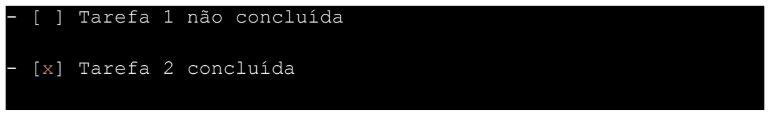 - [ ] Tarefa 1 não concluída
- [x] Tarefa 2 concluída